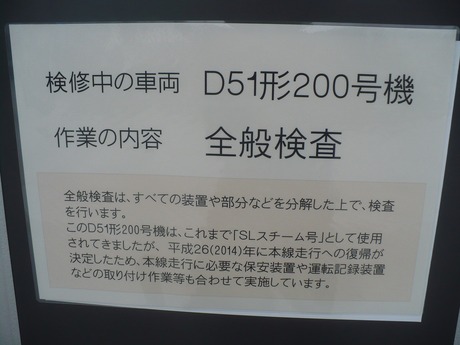 検修中の車両 D51形200号機
作業の内容 全般検査
全般検査は、すべての装置や部分などを分解した上で、検査
を行います。
このD51形200号機は、これまで「SLスチーム号」として使用
されてきましたが、平成26(2014)年に本線走行への復帰が
決定したため、本線走行に必要な保安装置や運転記録装置
などの取り付け作業等も合わせて実施しています。